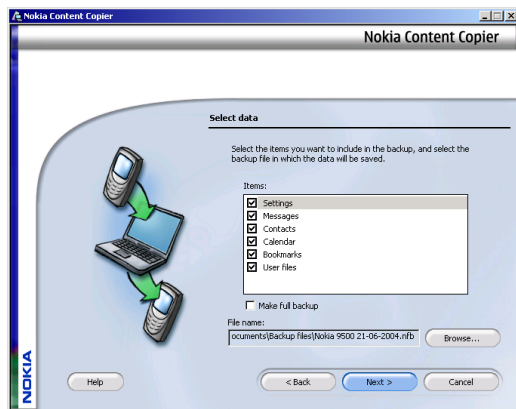 Nokia Content Copier
Nokia Content Copier
Select data
Select the items you want to include in the backup, and select the
backup file in which the data will be saved.
Items:
Settings
Messages
Contacts
Calendar
Bookmarks
User files
Make full backup
File name:
ocuments\Backup files\Nokia 9500 21-06-2004.nfb
Browse...
NOKIA
Help
< Back
Next >
Cancel